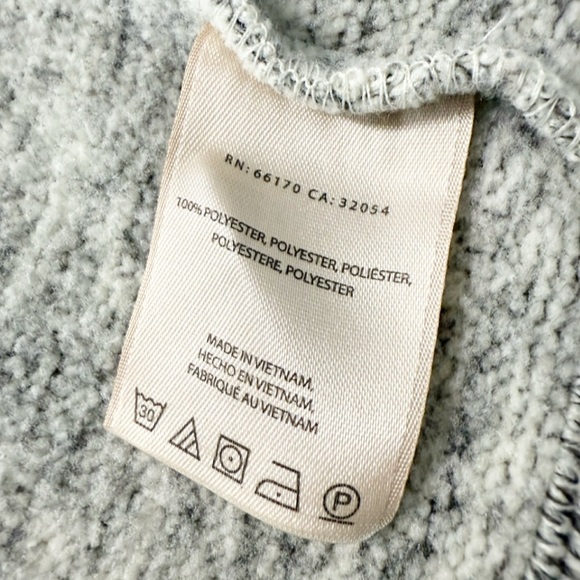 RN: 66170 CA: 32054
100% POLYESTER, POLYESTER, POLIÉSTER,
POLYESTERE, POLYESTER
MADE IN VIETNAM,
HECHO EN VIETNAM,
FABRIQUÉ AU VIETNAM
30
P